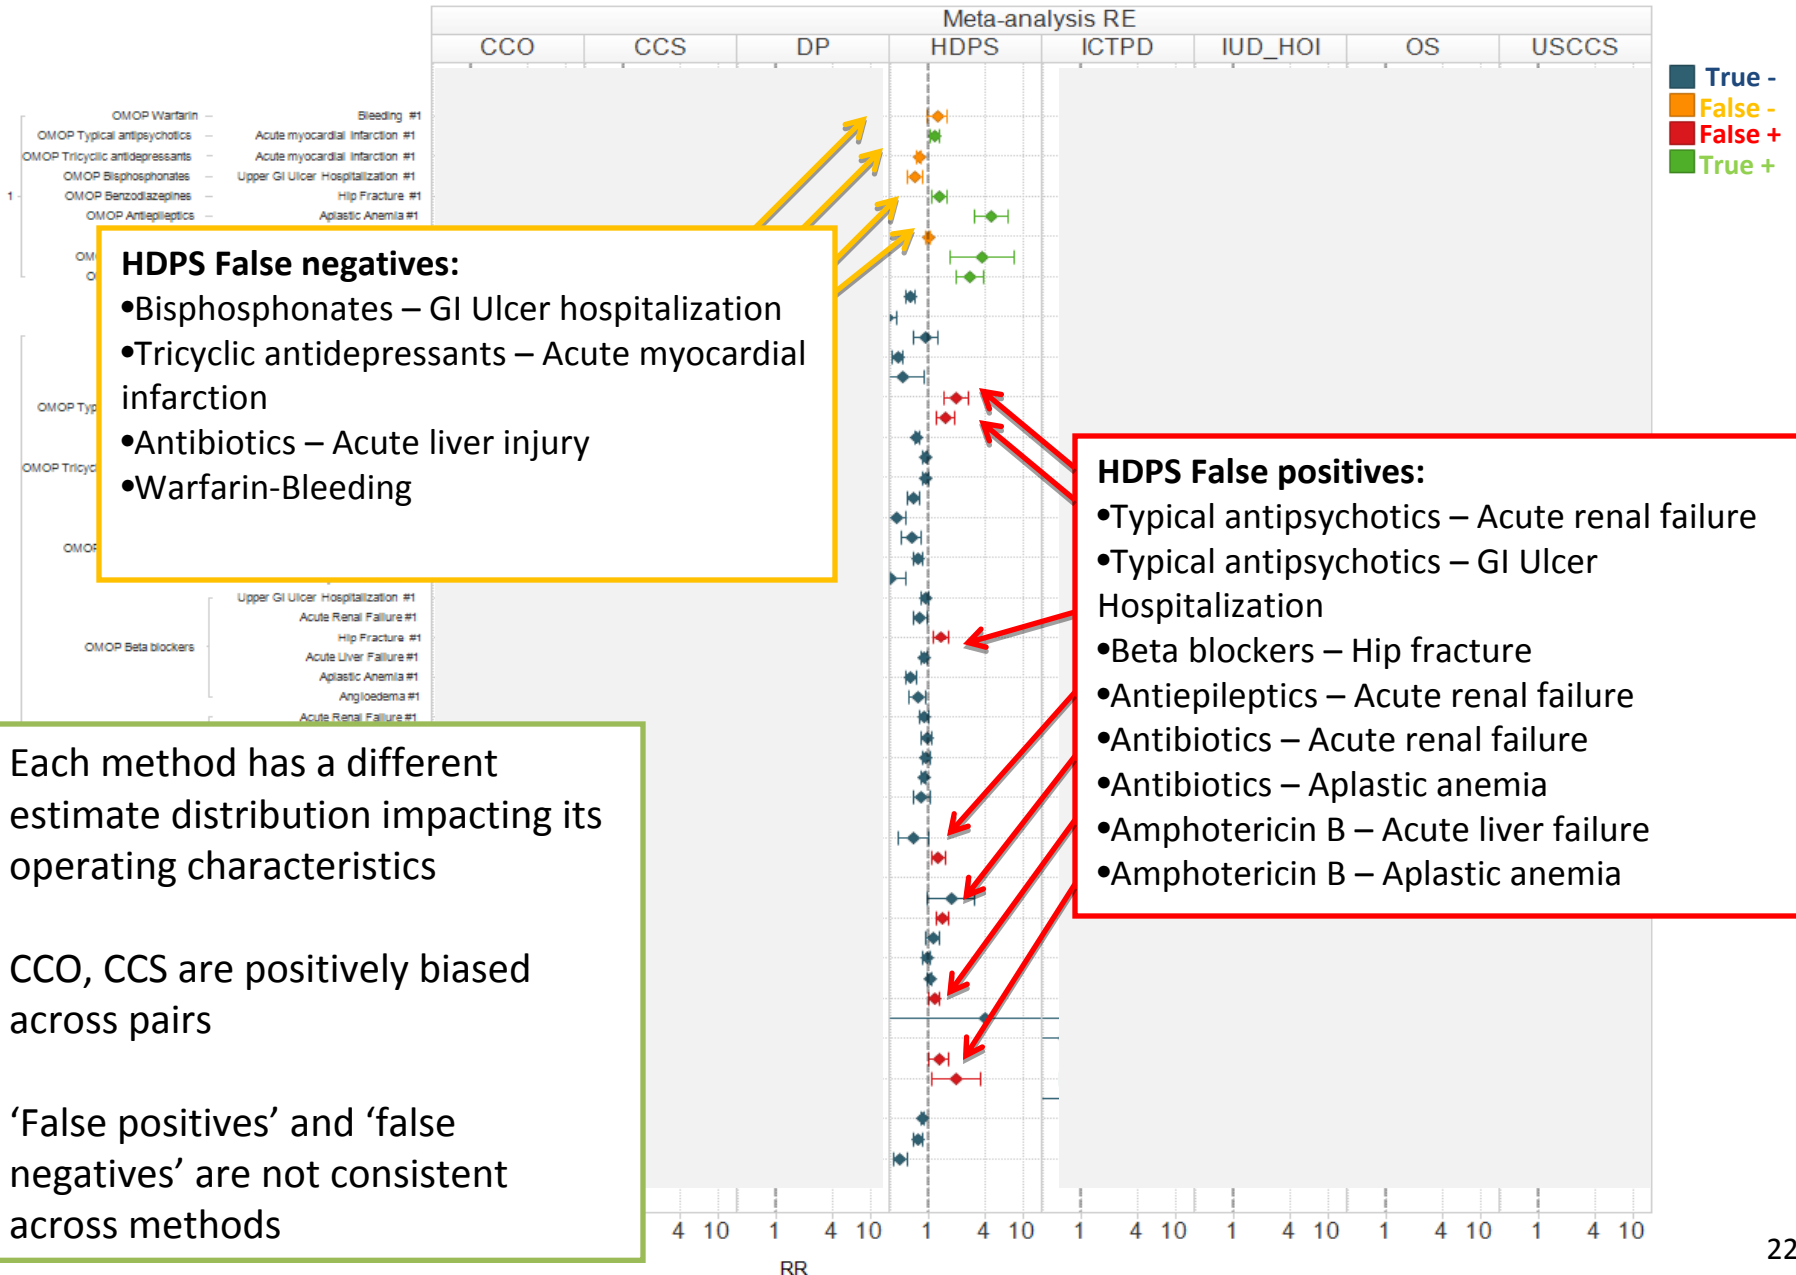 Meta-analysis RE
CCO CCS DP HDPS ICTPD IUD_HOI OS USCCS
True -
False -
False +
True +
OMOP Warfarin – Bleeding #1
OMOP Typical antipsychotics – Acute myocardial Infarction #1
OMOP Tricyclic antidepressants – Acute myocardial Infarction #1
OMOP Bisphosphonates – Upper GI Ulcer Hospitalization #1
1 OMOP Benzodiazepines – Hip Fracture #1
OMOP Antiepileptics – Aplastic Anemia #1
HDPS False negatives:
•Bisphosphonates – GI Ulcer hospitalization
•Tricyclic antidepressants – Acute myocardial
infarction
•Antibiotics – Acute liver injury
•Warfarin-Bleeding
OMOP Typ
OMOP Tricycl
HDPS False positives:
•Typical antipsychotics – Acute renal failure
•Typical antipsychotics – GI Ulcer
Hospitalization
•Beta blockers – Hip fracture
•Antiepileptics – Acute renal failure
•Antibiotics – Acute renal failure
•Antibiotics – Aplastic anemia
•Amphotericin B – Acute liver failure
•Amphotericin B – Aplastic anemia
Upper GI Ulcer Hospitalization #1
Acute Renal Failure #1
Hip Fracture #1
OMOP Beta blockers
Acute Liver Failure #1
Aplastic Anemia #1
Angioedema #1
Acute Renal Failure #1
Each method has a different
estimate distribution impacting its
operating characteristics
CCO, CCS are positively biased
across pairs
‘False positives’ and ‘false
negatives’ are not consistent
across methods
4 10 1 4 10 1 4 10 1 4 10 1 4 10 1 4 10 1 4 10
RR
22